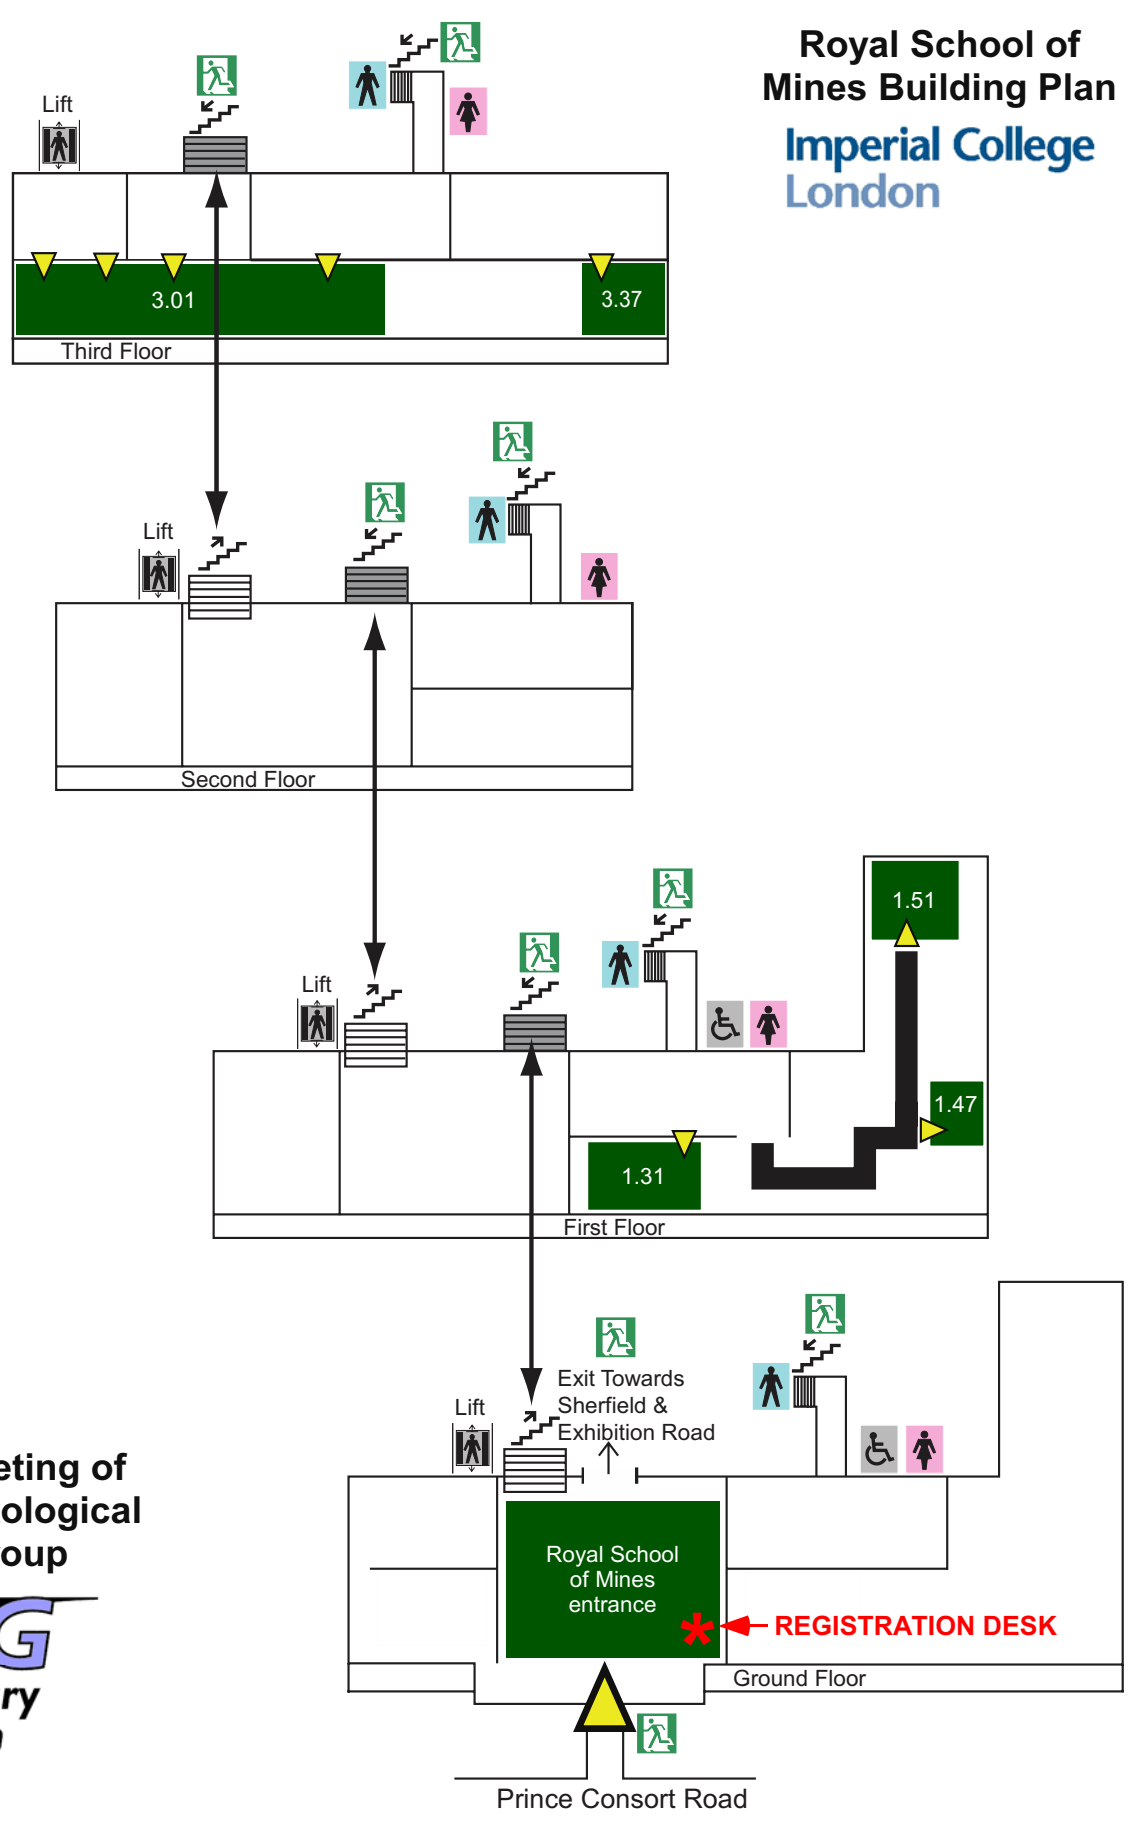 Royal School of
Mines Building Plan
Imperial College
London
Lift
3.01
3.37
Third Floor
Lift
Second Floor
1.51
Lift
1.47
1.31
First Floor
Exit Towards
Sherfield &
Exhibition Road
Lift
eting of
ological
oup
Royal School
of Mines
entrance
* REGISTRATION DESK
G
ry
Ground Floor
Prince Consort Road